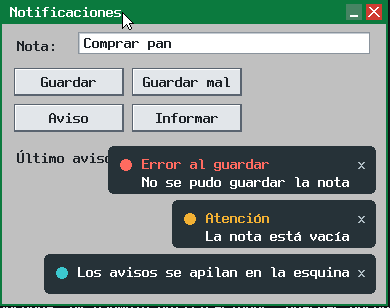 Notificaciones
Nota: Comprar pan
Guardar Guardar mal
Aviso Informar
Último aviso
Error al guardar x
No se pudo guardar la nota
Atención x
La nota está vacía
Los avisos se apilan en la esquina x